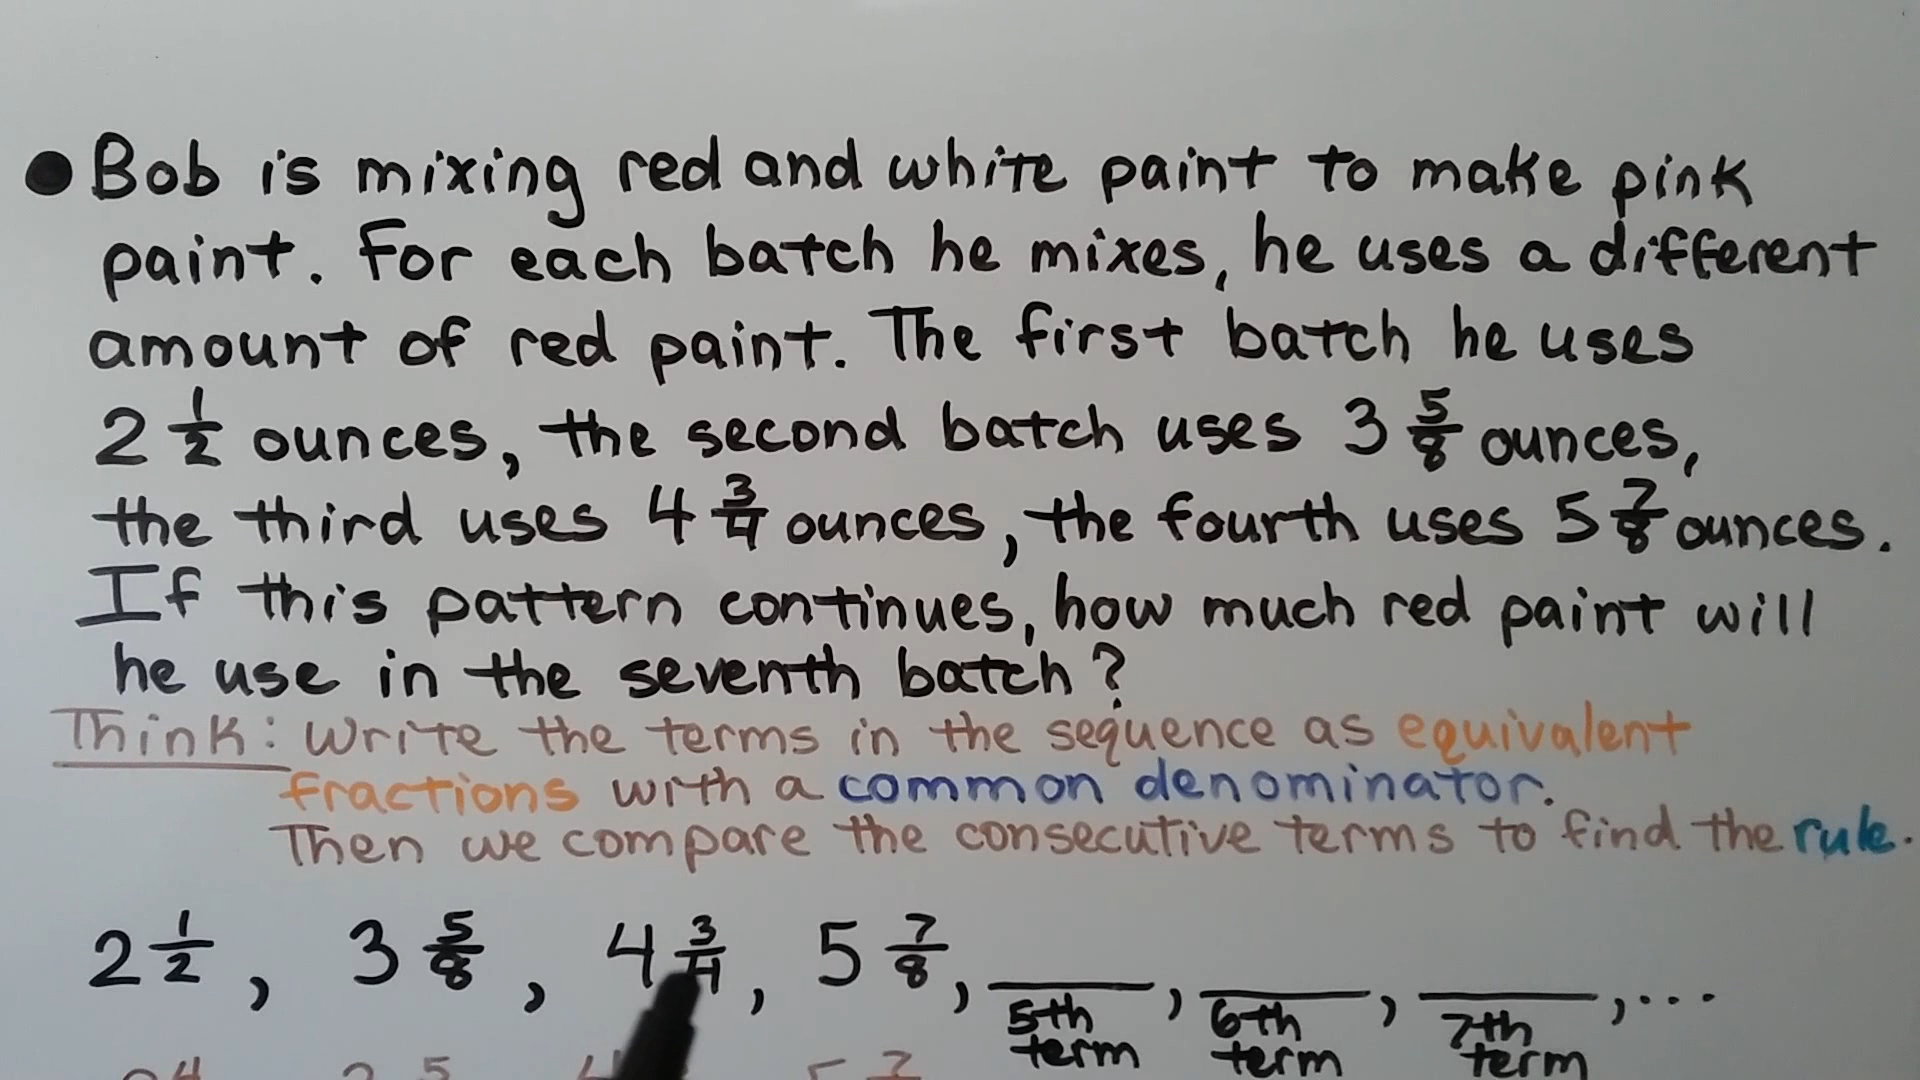 ● Bob is mixing red and white paint to make pink
paint. For each batch he mixes, he uses a different
amount of red paint. The first batch he uses
2 1/2 ounces, the second batch uses 3 5/8 ounces,
the third uses 4 3/4 ounces, the fourth uses 5 7/8 ounces.
If this pattern continues, how much red paint will
he use in the seventh batch?
Think: Write the terms in the sequence as equivalent
fractions with a common denominator.
Then we compare the consecutive terms to find the rule.
2 1/2, 3 5/8, 4 3/4, 5 7/8, ___, ___, ___, ...
5th term 6th term 7th term